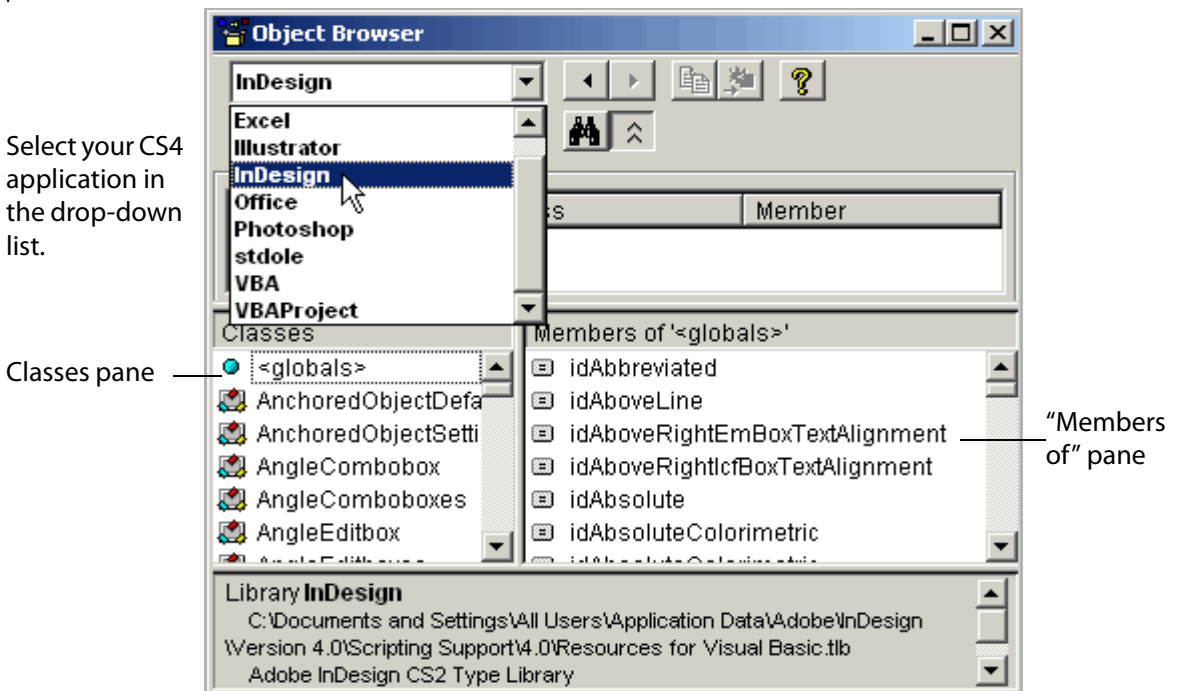 Object Browser
InDesign
Excel
Illustrator
InDesign
Office
Photoshop
stdole
VBA
VBAProject
Select your CS4
application in
the drop-down
list.
ss
Member
Classes
Members of '<globals>'
Classes pane
<globals>
AnchoredObjectDefa
AnchoredObjectSetti
AngleCombobox
AngleComboboxes
AngleEditbox
idAbbreviated
idAboveLine
idAboveRightEmBoxTextAlignment
idAboveRightIcfBoxTextAlignment
idAbsolute
idAbsoluteColorimetric
"Members
of" pane
Library InDesign
C:\Documents and Settings\All Users\Application Data\Adobe\InDesign
\Version 4.0\Scripting Support\4.0\Resources for Visual Basic.tlb
Adobe InDesign CS2 Type Library